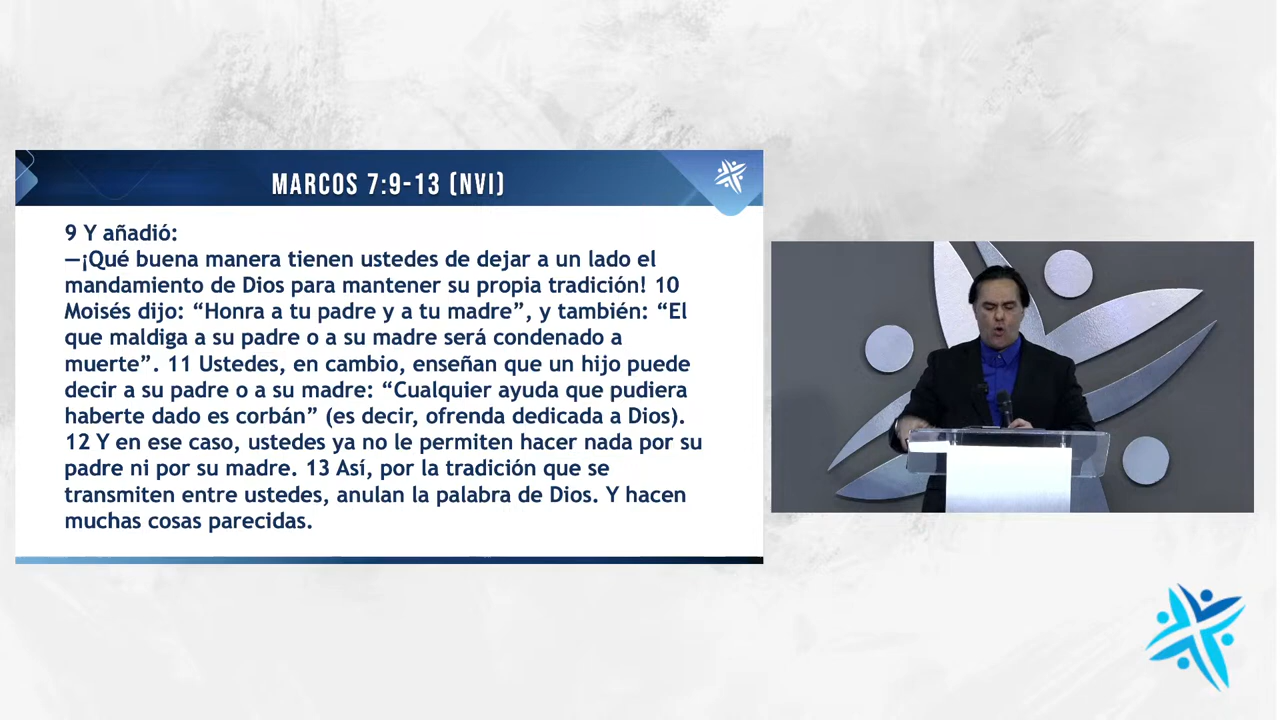 MARCOS 7:9-13 (NVI)
9 Y añadió:
—¡Qué buena manera tienen ustedes de dejar a un lado el
mandamiento de Dios para mantener su propia tradición! 10
Moisés dijo: “Honra a tu padre y a tu madre”, y también: “El
que maldiga a su padre o a su madre será condenado a
muerte”. 11 Ustedes, en cambio, enseñan que un hijo puede
decir a su padre o a su madre: “Cualquier ayuda que pudiera
haberte dado es corbán” (es decir, ofrenda dedicada a Dios).
12 Y en ese caso, ustedes ya no le permiten hacer nada por su
padre ni por su madre. 13 Así, por la tradición que se
transmiten entre ustedes, anulan la palabra de Dios. Y hacen
muchas cosas parecidas.